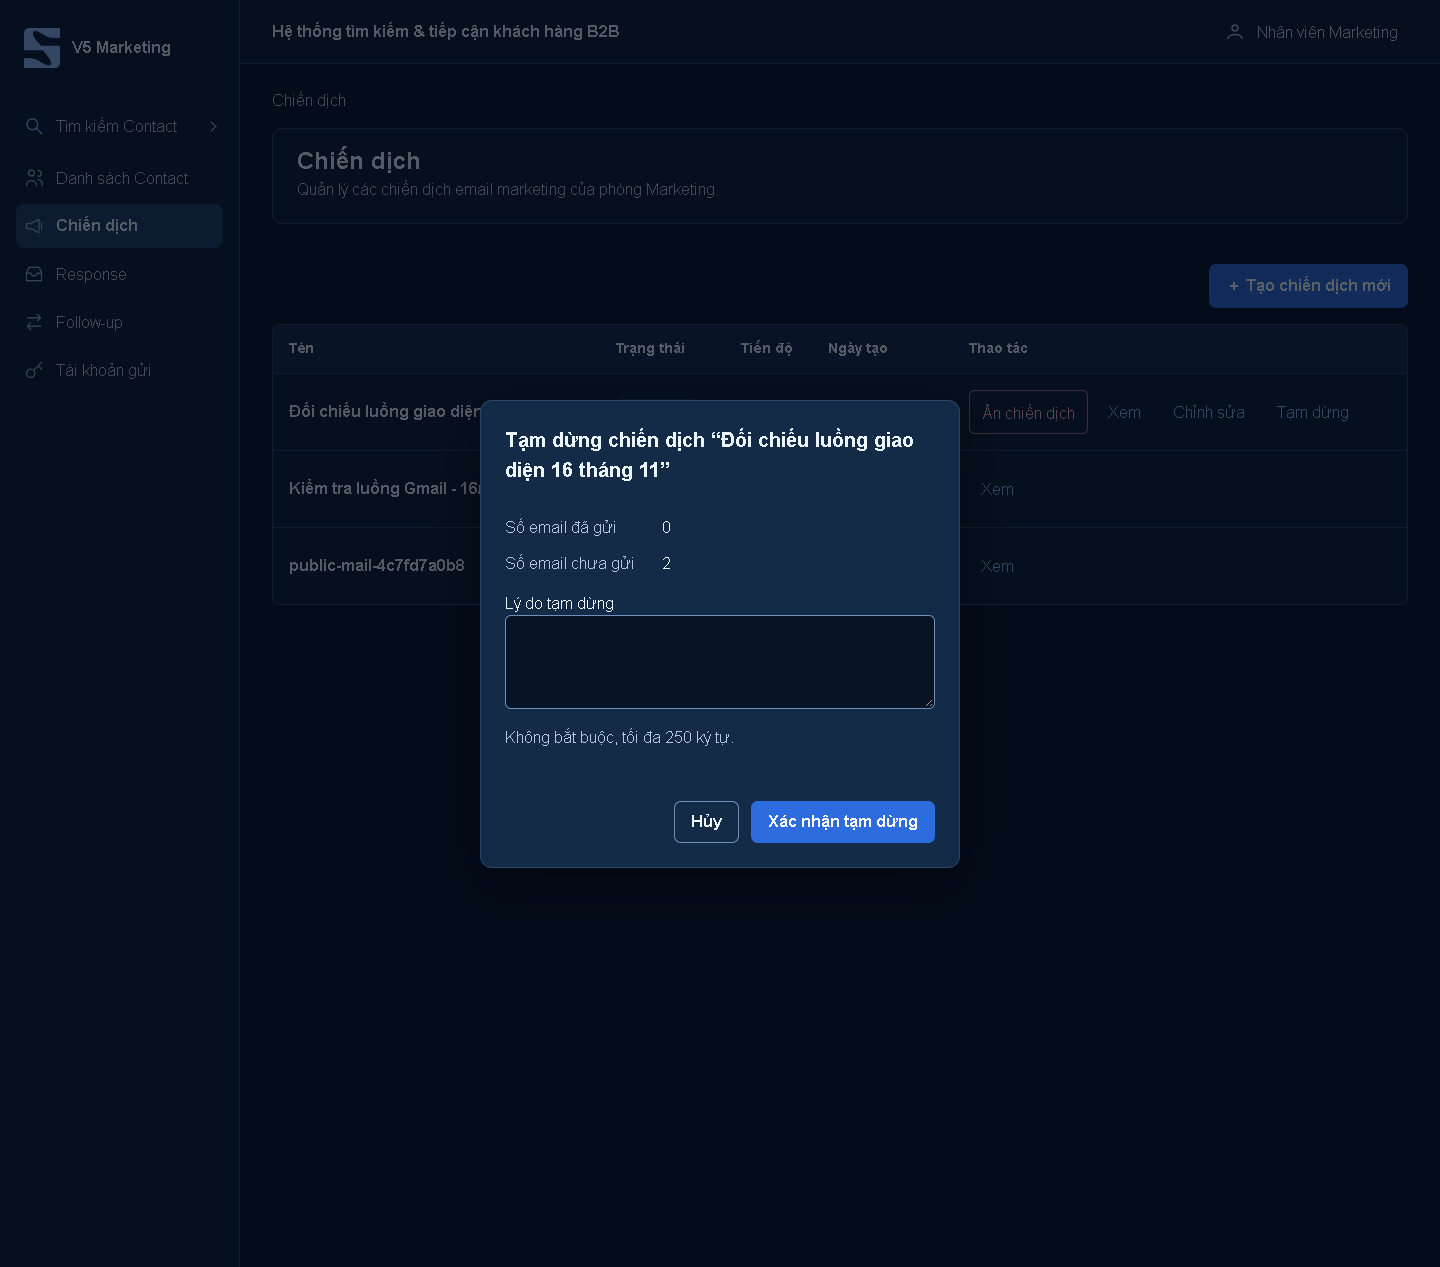 V5 Marketing
Hệ thống tìm kiếm & tiếp cận khách hàng B2B
Nhân viên Marketing
Tìm kiếm Contact
Danh sách Contact
Chiến dịch
Response
Follow-up
Tài khoản gửi
Chiến dịch
Chiến dịch
Quản lý các chiến dịch email marketing của phòng Marketing.
+ Tạo chiến dịch mới
Tên Trạng thái Tiến độ Ngày tạo Thao tác
Đối chiếu luồng giao diện Ẩn chiến dịch Xem Chỉnh sửa Tạm dừng
Kiểm tra luồng Gmail - 16/ Xem
public-mail-4c7fd7a0b8 Xem
Tạm dừng chiến dịch “Đối chiếu luồng giao
diện 16 tháng 11”
Số email đã gửi 0
Số email chưa gửi 2
Lý do tạm dừng
Không bắt buộc, tối đa 250 ký tự.
Hủy Xác nhận tạm dừng